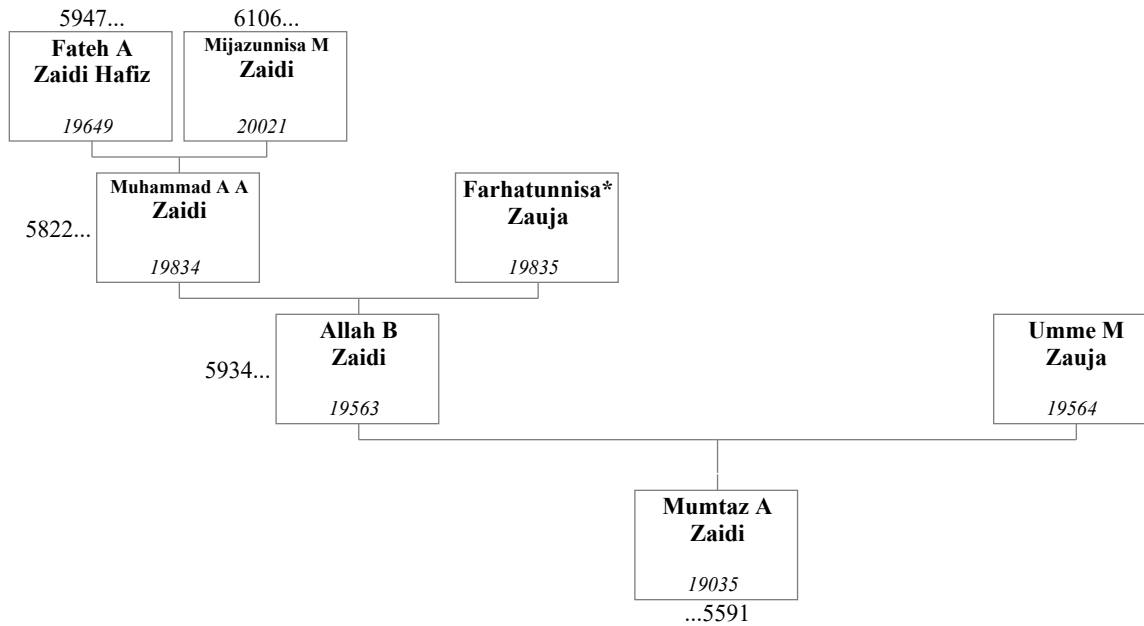 5947...
6106...
Fateh A
Zaidi Hafiz
19649
Mijazunnisa M
Zaidi
20021
5822...
Muhammad A A
Zaidi
19834
Farhatunnisa*
Zauja
19835
5934...
Allah B
Zaidi
19563
Umme M
Zauja
19564
Mumtaz A
Zaidi
19035
...5591